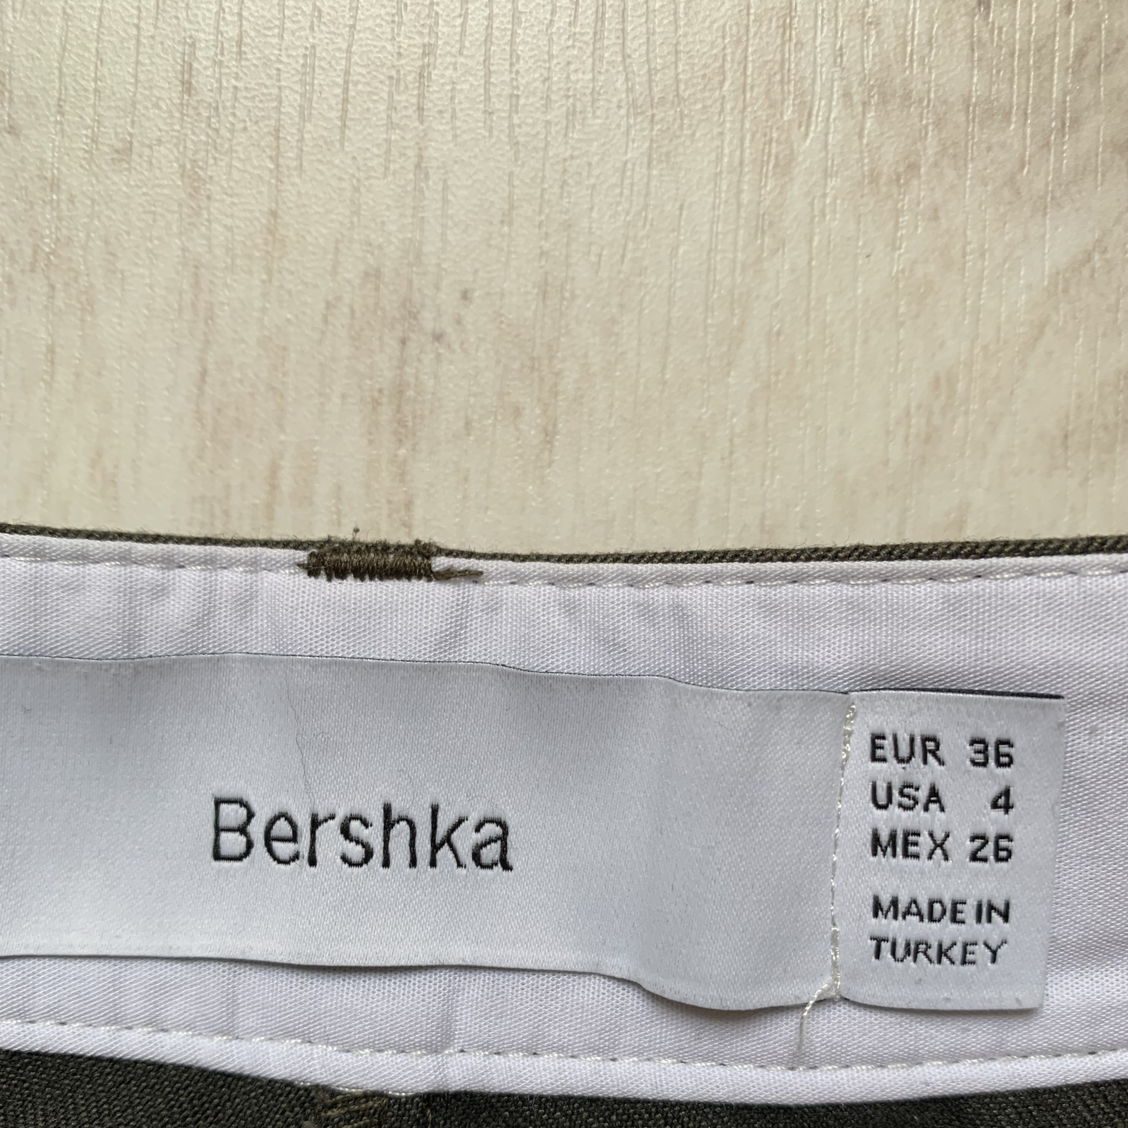 Bershka
EUR 36
USA 4
MEX 26
MADE IN
TURKEY